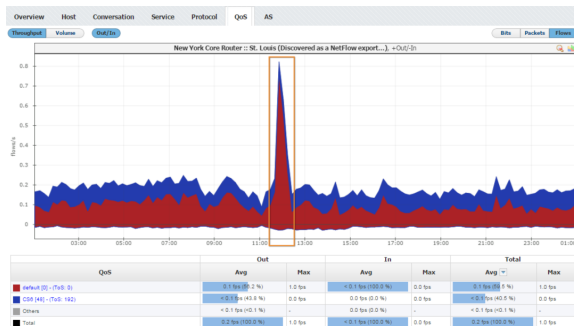 Overview Host Conversation Service Protocol QoS AS
Throughput Volume Out/In Bits Packets Flows
New York Core Router :: St. Louis (Discovered as a NetFlow export...), +Out/-In
flows/s
0.8
0.7
0.6
0.5
0.4
0.3
0.2
0.1
0
03:00 05:00 07:00 09:00 11:00 13:00 15:00 17:00 19:00 21:00 23:00 01:00
Out In Total
QoS Avg Max Avg Max Avg Max
default [0] - (ToS: 0) 0.1 fps 1.0 fps < 0.1 fps (100.0 %) 0.0 fps 0.1 fps 1.0 fps
CS6 [48] - (ToS: 192) < 0.1 fps (43.9 %) 0.0 fps 0.0 fps (0.0 %) 0.0 fps < 0.1 fps (40.5 %) 0.0 fps
Others < 0.1 fps (<0.1 %) - 0.0 fps (0.0 %) - < 0.1 fps (<0.1 %) -
Total 0.2 fps (100.0 %) - < 0.1 fps (100.0 %) - 0.2 fps (100.0 %) -